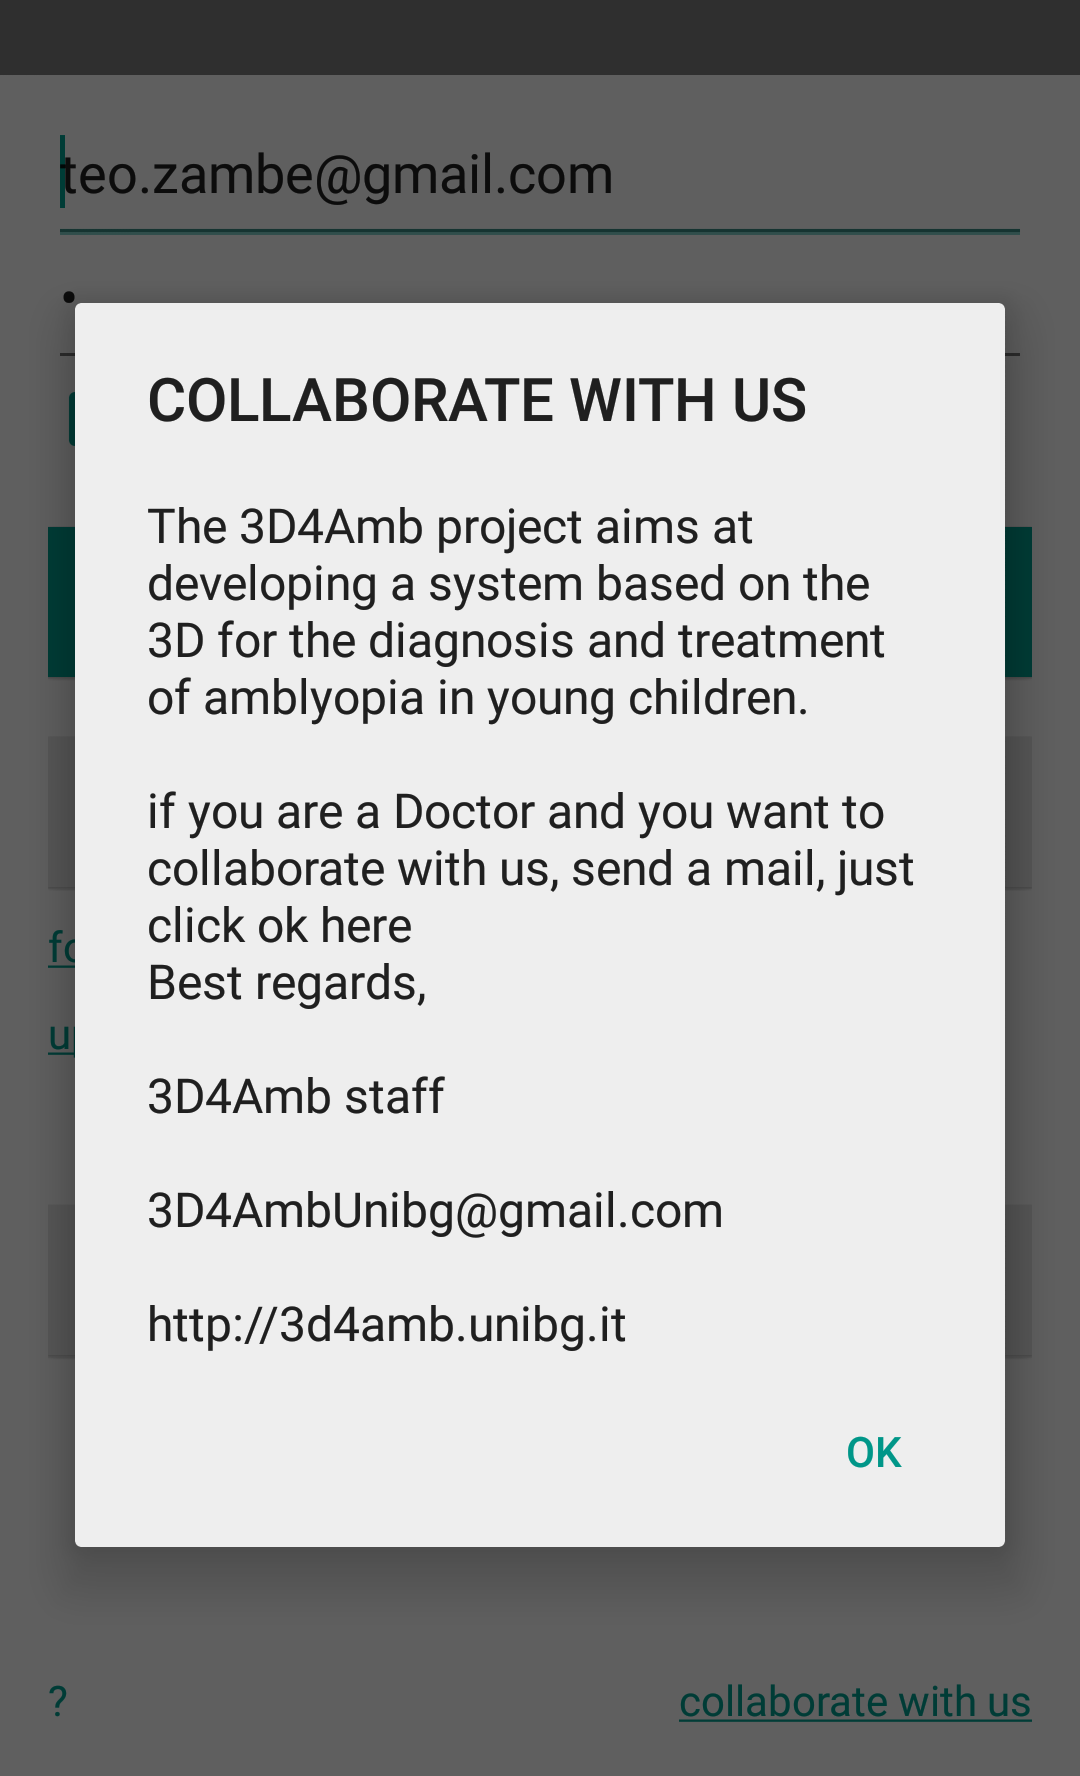 teo.zambe@gmail.com
COLLABORATE WITH US
The 3D4Amb project aims at
developing a system based on the
3D for the diagnosis and treatment
of amblyopia in young children.
if you are a Doctor and you want to
collaborate with us, send a mail, just
click ok here
Best regards,
3D4Amb staff
3D4AmbUnibg@gmail.com
http://3d4amb.unibg.it
OK
?
collaborate with us